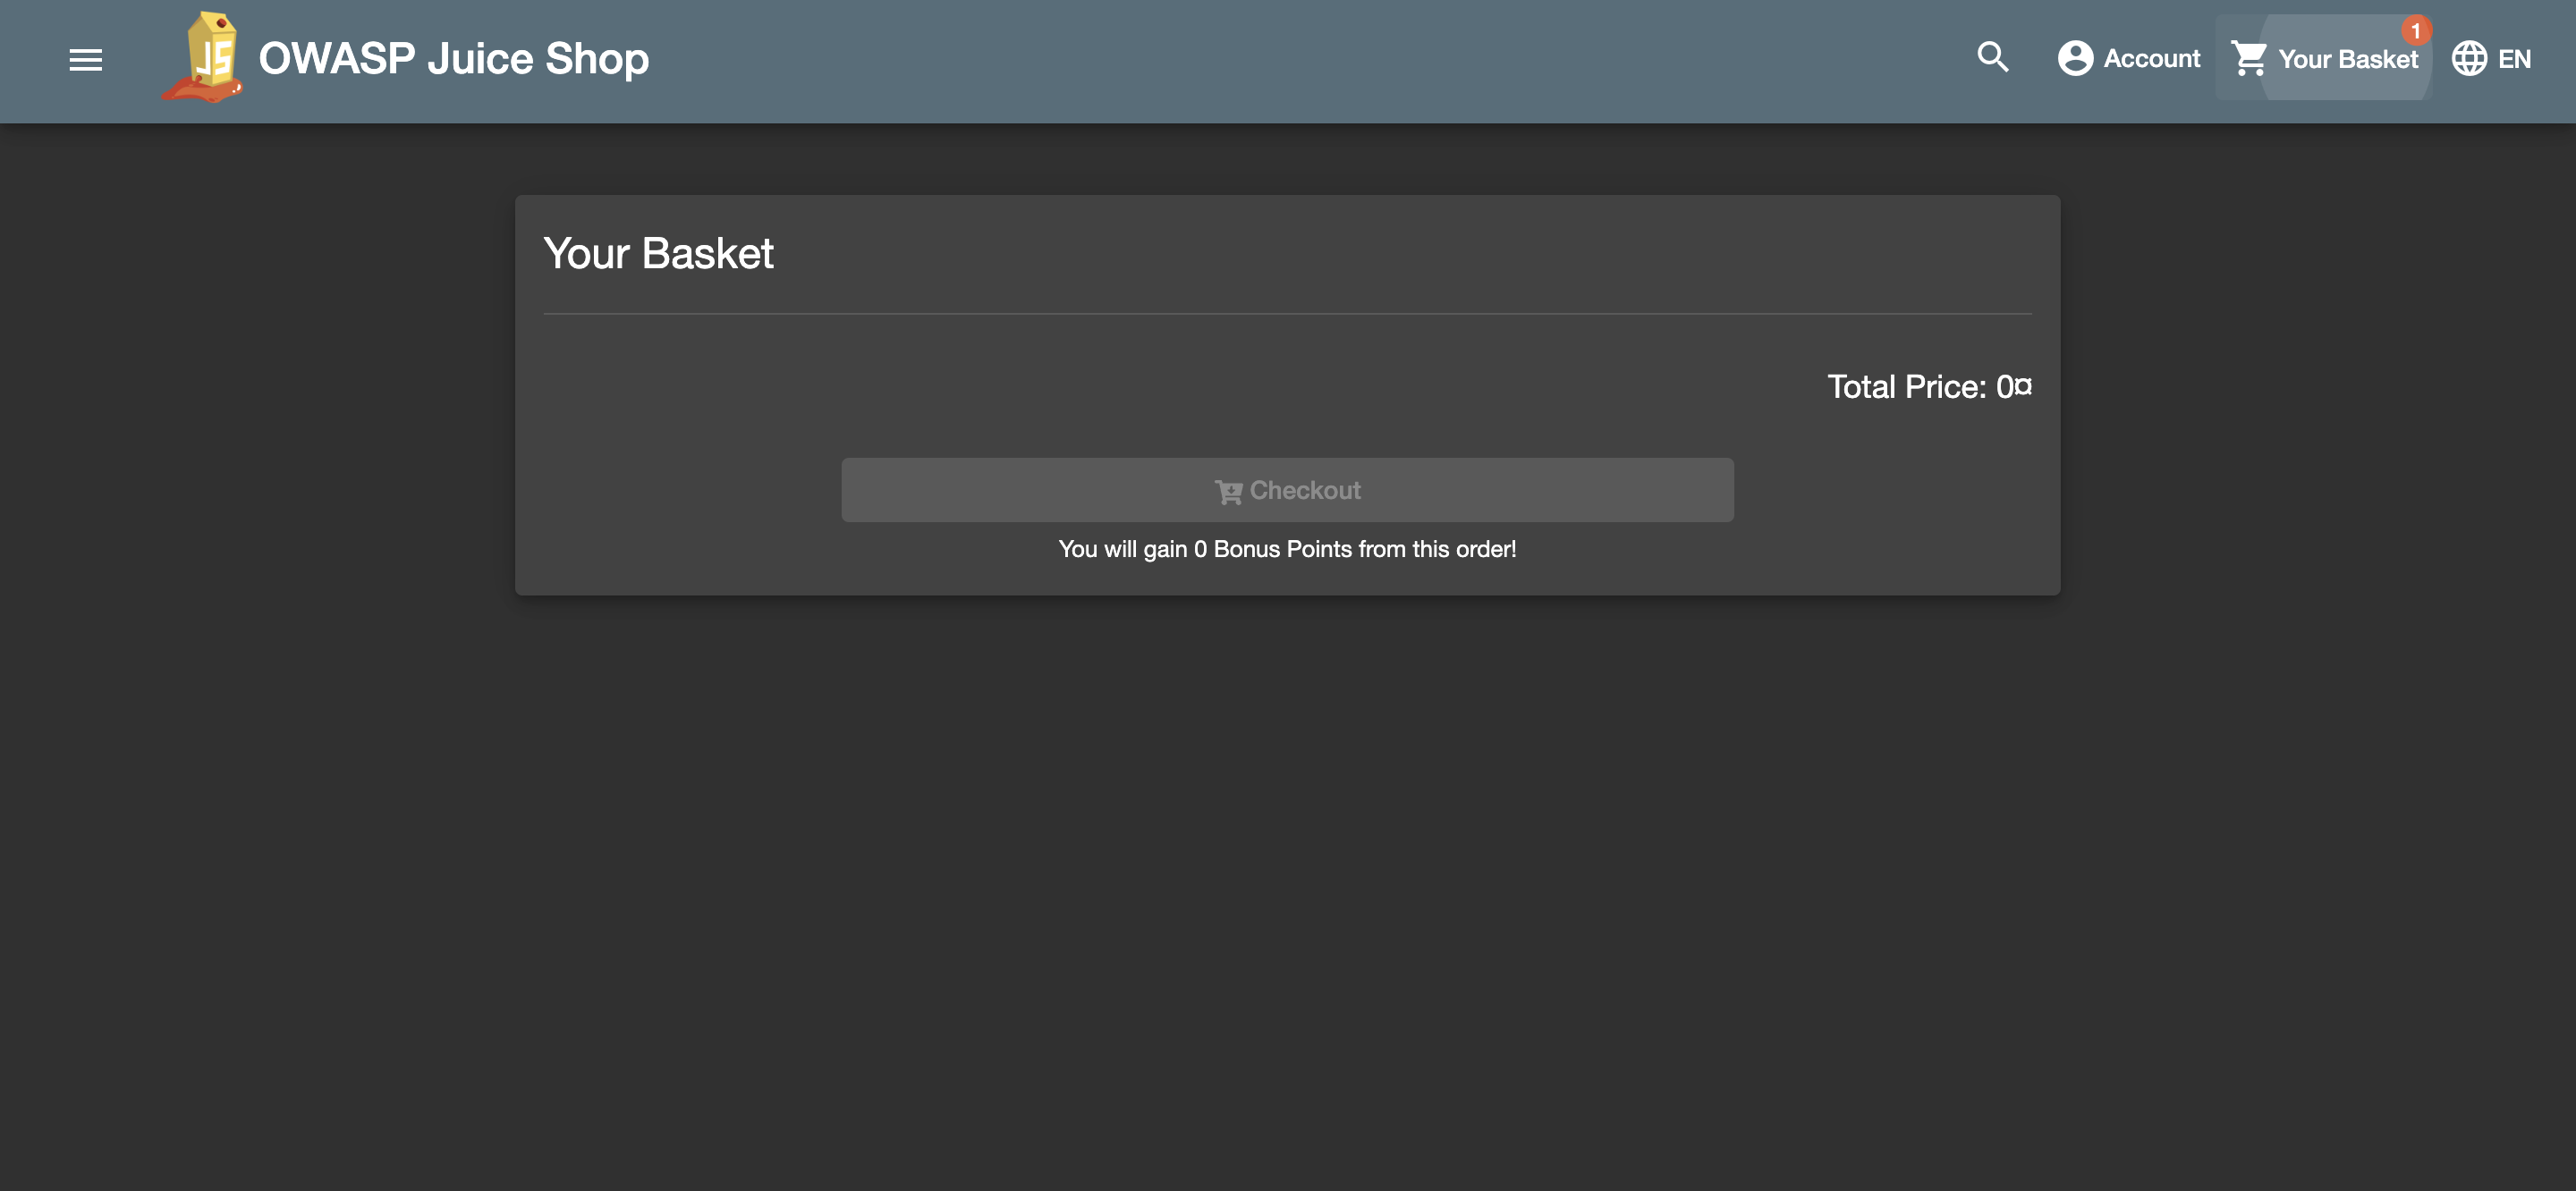 JS
OWASP Juice Shop
Account
Your Basket
1
EN
Your Basket
Total Price: 0¤
Checkout
You will gain 0 Bonus Points from this order!